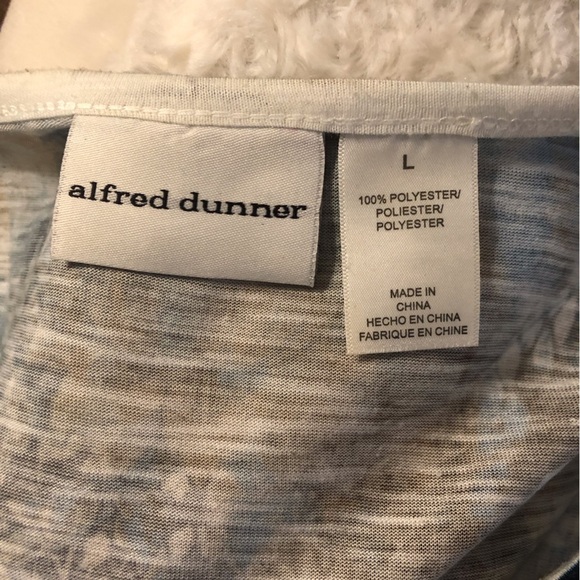 alfred dunner
L
100% POLYESTER/
POLIESTER/
POLYESTER
MADE IN
CHINA
HECHO EN CHINA
FABRIQUE EN CHINE